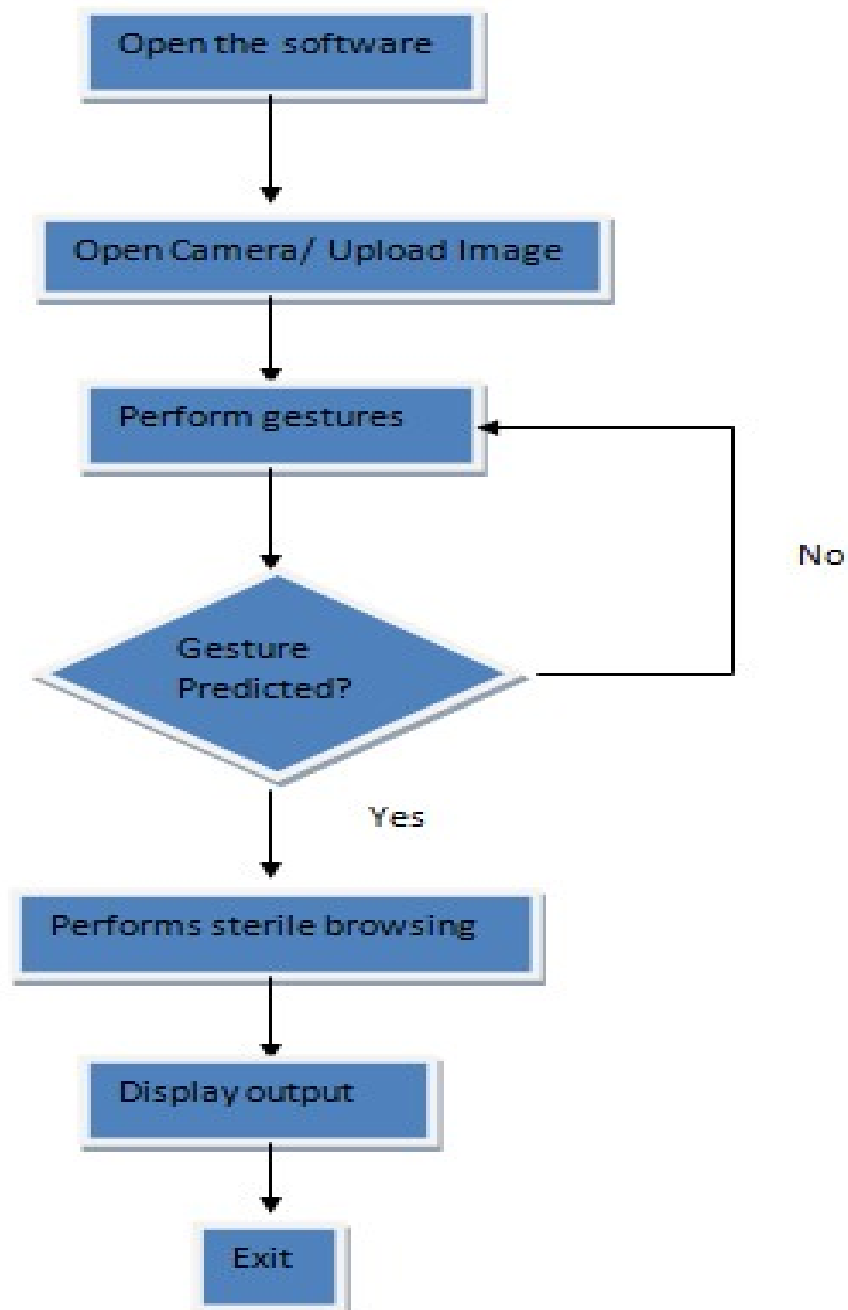 Open the software
Open Camera/ Upload Image
Perform gestures
No
Gesture
Predicted?
Yes
Performs sterile browsing
Display output
Exit